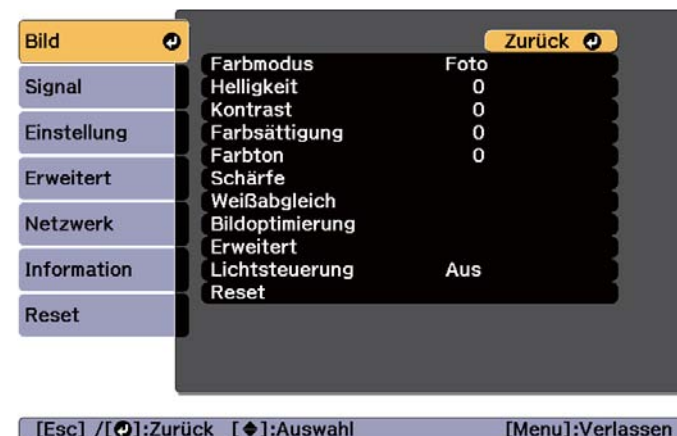 Bild
Signal
Einstellung
Erweitert
Netzwerk
Information
Reset
Zurück
Farbmodus Foto
Helligkeit 0
Kontrast 0
Farbsättigung 0
Farbton 0
Schärfe
Weißabgleich
Bildoptimierung
Erweitert
Lichtsteuerung Aus
Reset
[Esc] /[⏎]:Zurück [◆]:Auswahl [Menu]:Verlassen